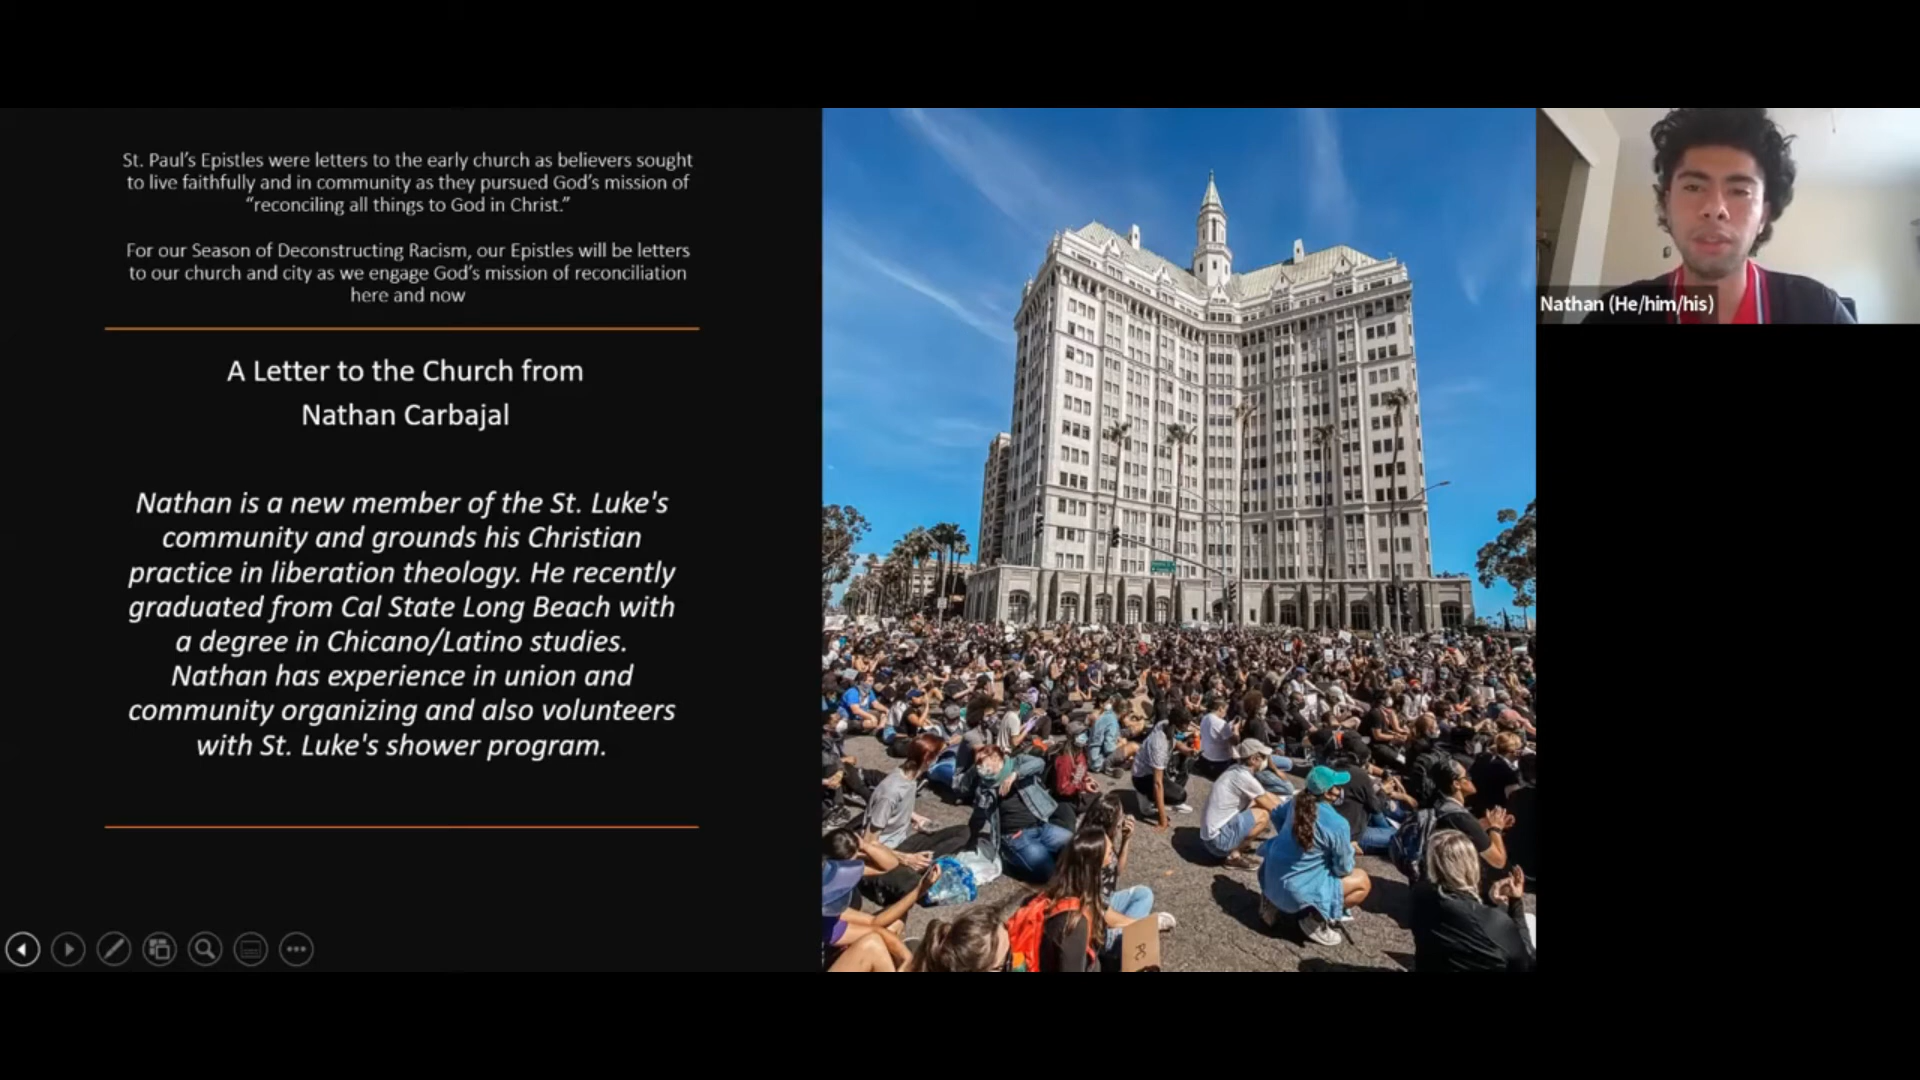 St. Paul's Epistles were letters to the early church as believers sought
to live faithfully and in community as they pursued God's mission of
“reconciling all things to God in Christ.”
For our Season of Deconstructing Racism, our Epistles will be letters
to our church and city as we engage God's mission of reconciliation
here and now
A Letter to the Church from
Nathan Carbajal
Nathan is a new member of the St. Luke's
community and grounds his Christian
practice in liberation theology. He recently
graduated from Cal State Long Beach with
a degree in Chicano/Latino studies.
Nathan has experience in union and
community organizing and also volunteers
with St. Luke's shower program.
Nathan (He/him/his)